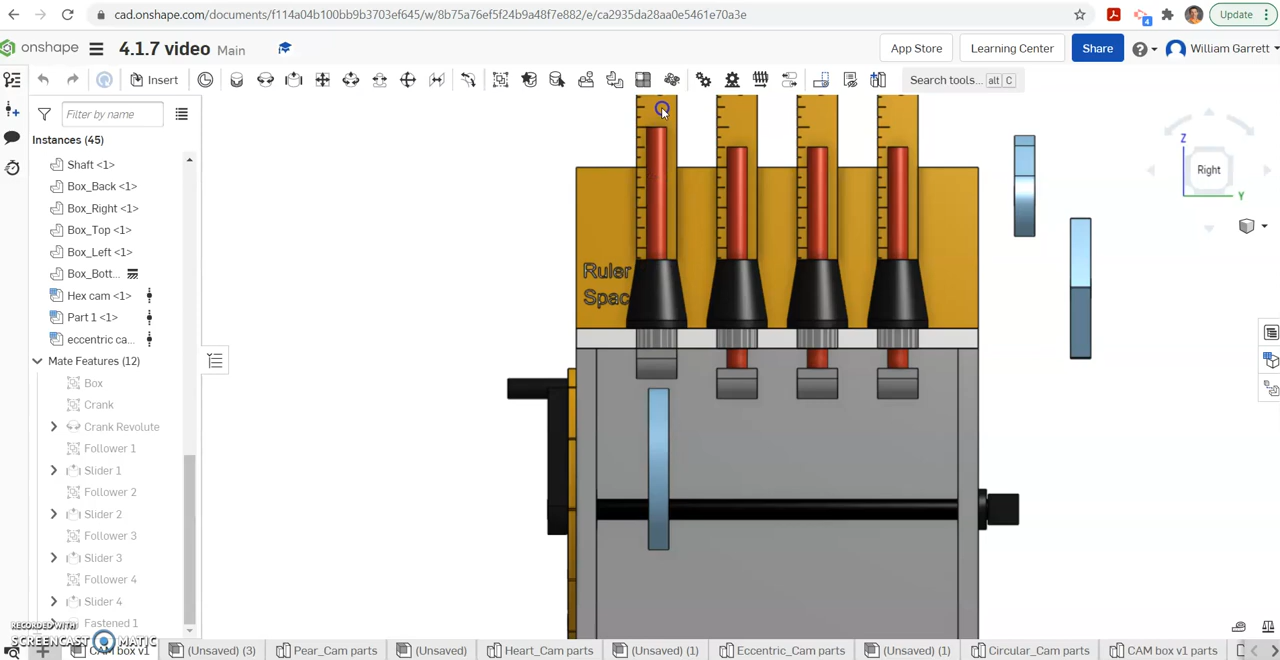 cad.onshape.com/documents/f114a04b100bb9b3703ef645/w/8b75a76ef5f24b9a48f7e882/e/ca2935da28aa0e5461e70a3e
4
Update
onshape
4.1.7 video Main
App Store
Learning Center
Share
William Garrett
Insert
Search tools... alt C
Filter by name
Instances (45)
Shaft <1>
Box_Back <1>
Box_Right <1>
Box_Top <1>
Box_Left <1>
Box_Bott...
Hex cam <1>
Part 1 <1>
eccentric ca...
Mate Features (12)
Box
Crank
Crank Revolute
Follower 1
Slider 1
Follower 2
Slider 2
Follower 3
Slider 3
Follower 4
Slider 4
Fastened 1
Ruler
Spac
Z
Right
Y
RECORDED WITH
SCREENCAST MATIC
CAM box v1
(Unsaved) (3)
Pear_Cam parts
(Unsaved)
Heart_Cam parts
(Unsaved) (1)
Eccentric_Cam parts
(Unsaved) (1)
Circular_Cam parts
CAM box v1 parts